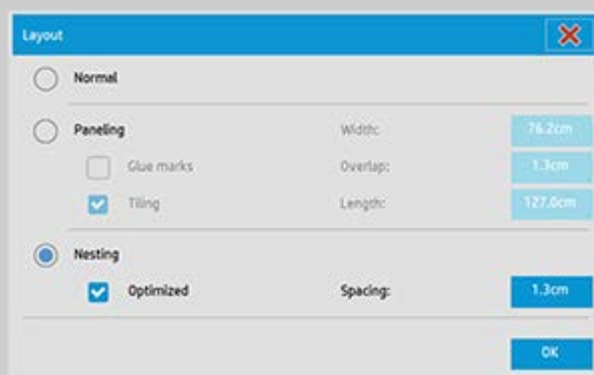 Layout
Normal
Paneling Width: 76.2cm
Glue marks Overlap: 1.3cm
Tiling Length: 127.0cm
Nesting
Optimized Spacing: 1.3cm
OK